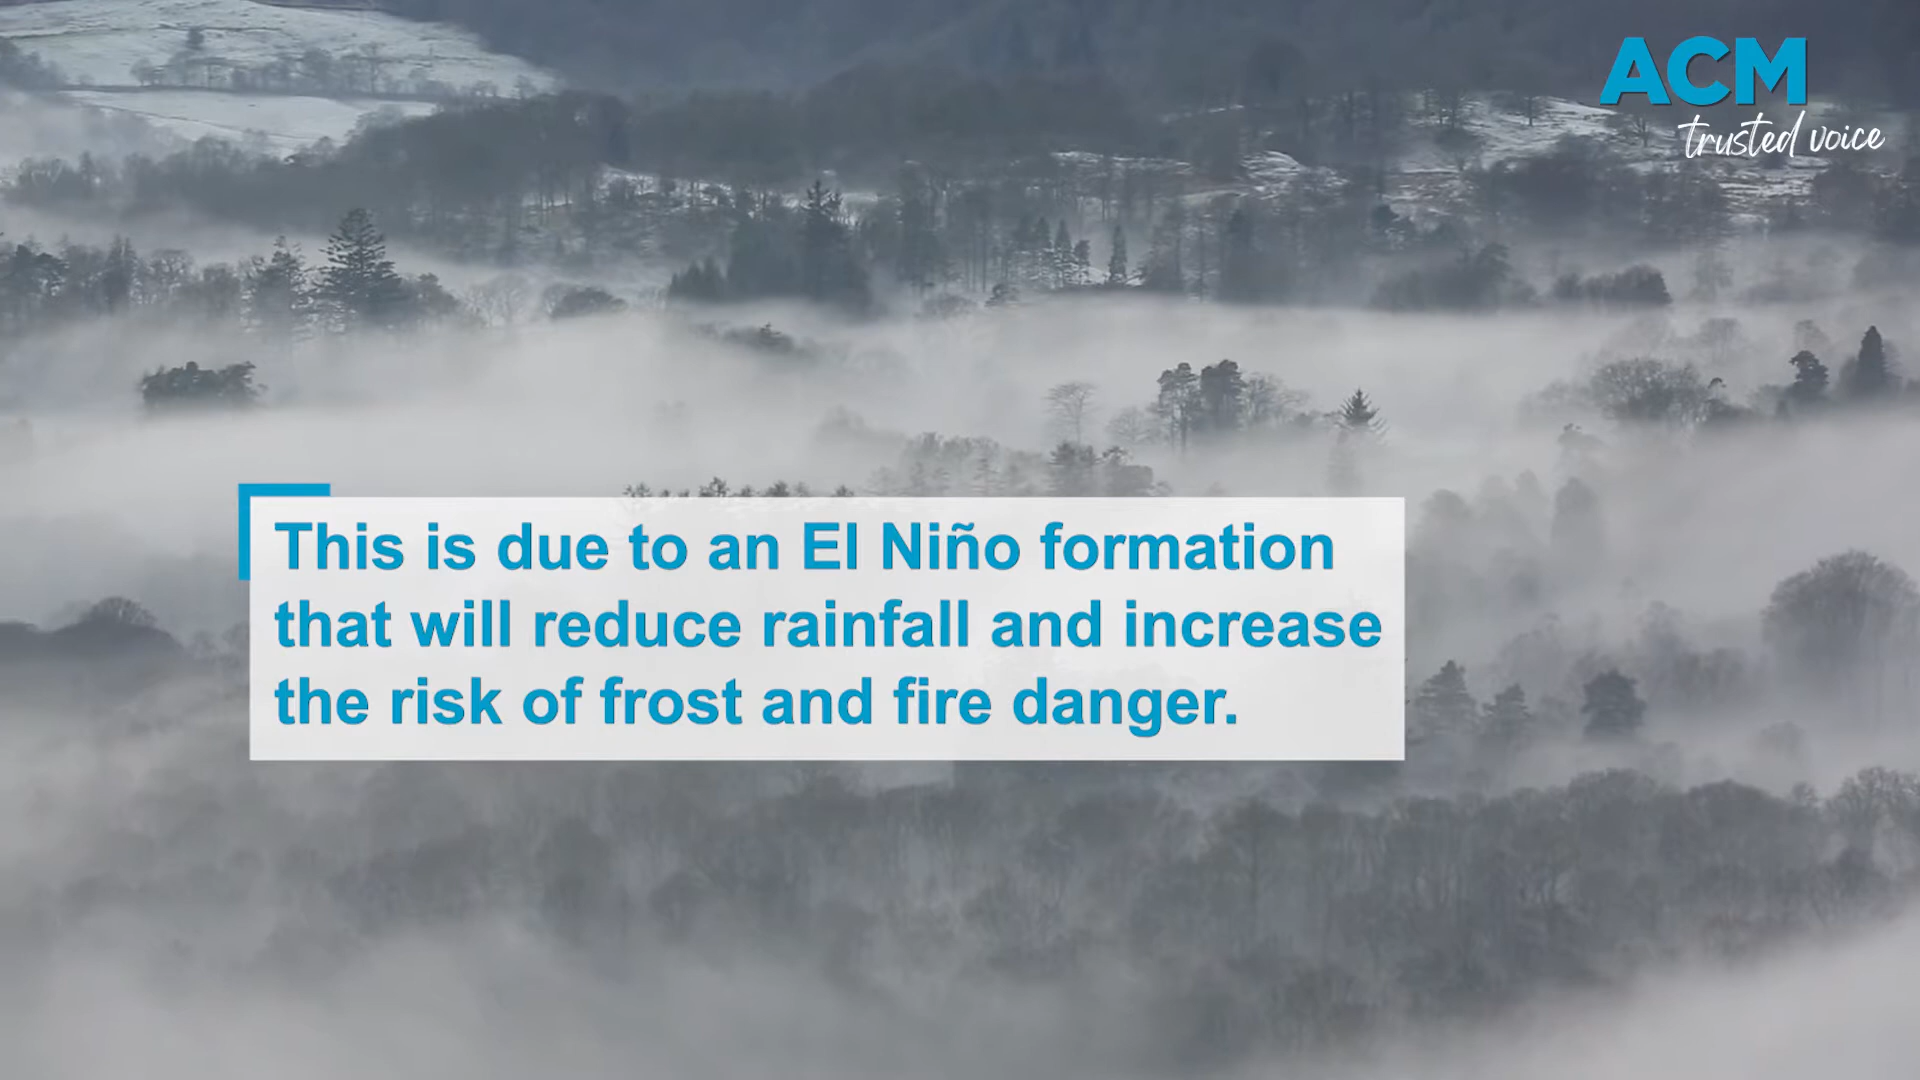 ACM
trusted voice
This is due to an El Niño formation
that will reduce rainfall and increase
the risk of frost and fire danger.